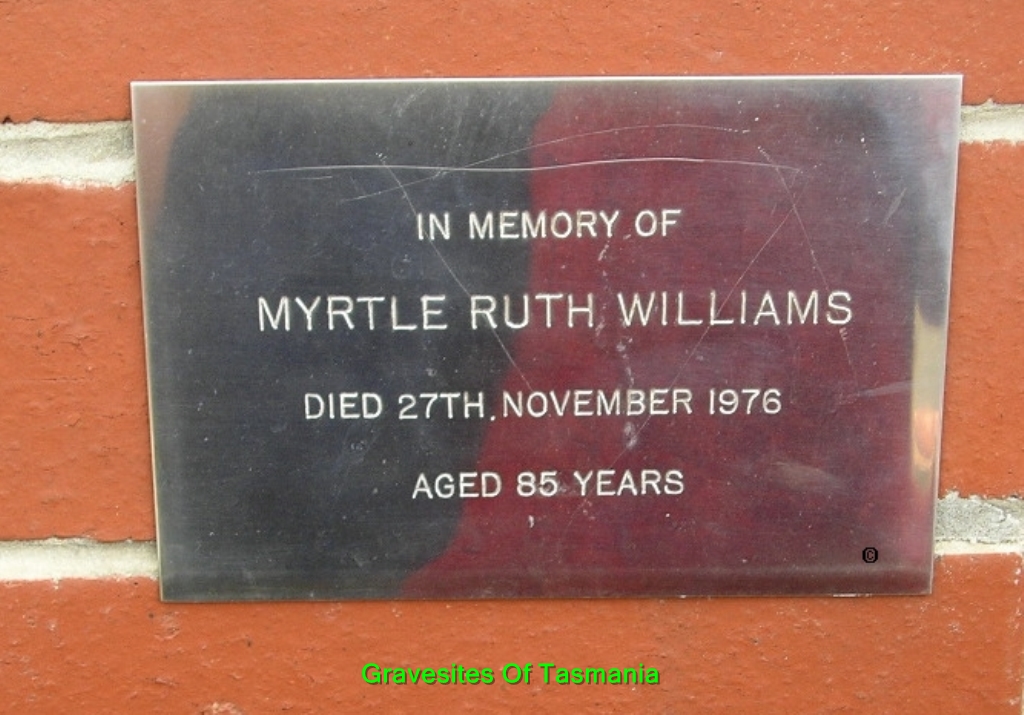 IN MEMORY OF
MYRTLE RUTH WILLIAMS
DIED 27TH, NOVEMBER 1976
AGED 85 YEARS
©
Gravesites Of Tasmania